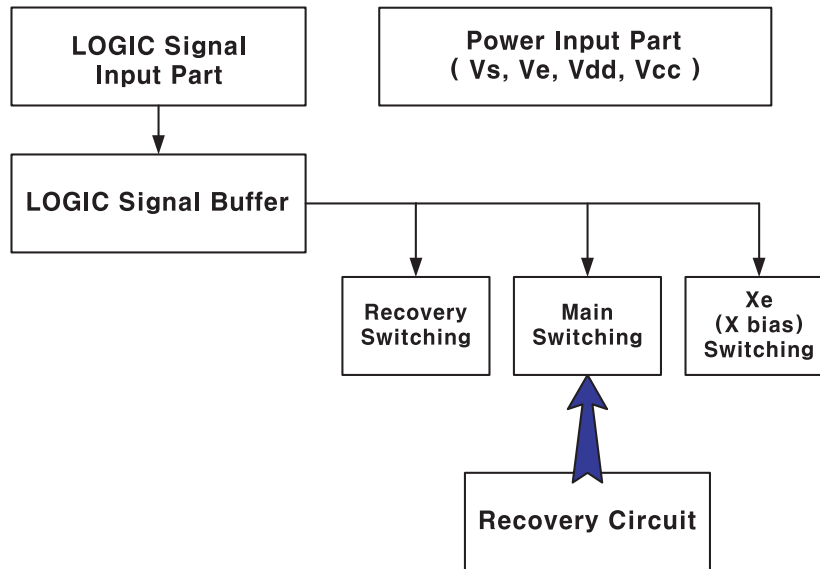 LOGIC Signal
Input Part
Power Input Part
( Vs, Ve, Vdd, Vcc )
LOGIC Signal Buffer
Recovery
Switching
Main
Switching
Xe
(X bias)
Switching
Recovery Circuit